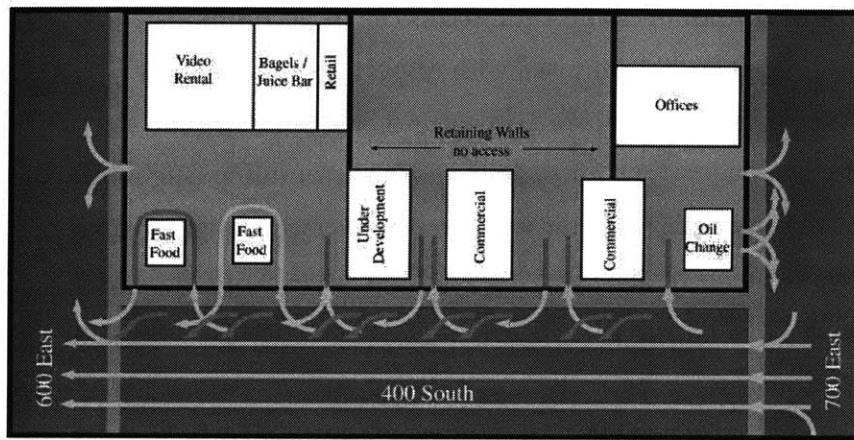 Video
Rental
Bagels /
Juice Bar
Retail
Offices
Retaining Walls
no access
Under
Development
Commercial
Commercial
Fast
Food
Fast
Food
Oil
Change
600 East
400 South
700 East